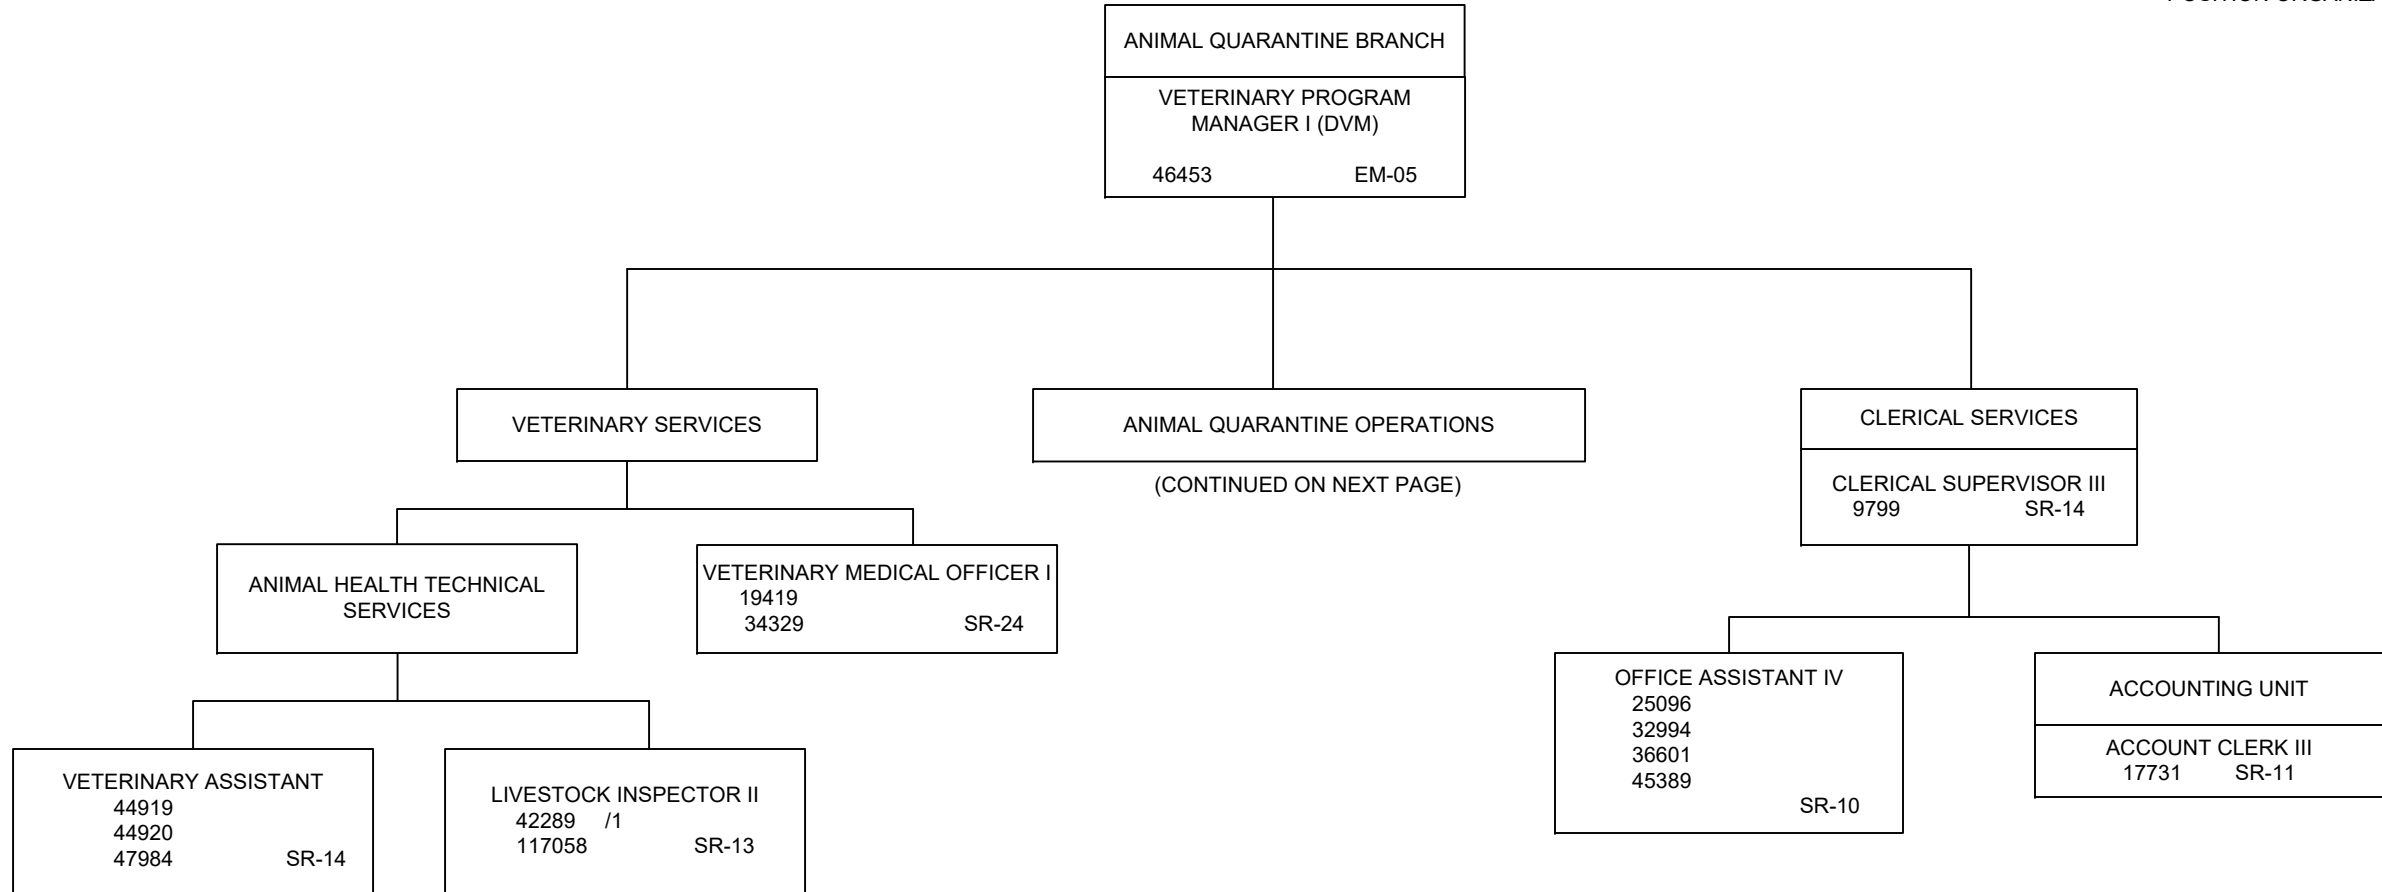 ANIMAL QUARANTINE BRANCH
VETERINARY PROGRAM
MANAGER I (DVM)
46453 EM-05
VETERINARY SERVICES
ANIMAL QUARANTINE OPERATIONS
(CONTINUED ON NEXT PAGE)
CLERICAL SERVICES
CLERICAL SUPERVISOR III
9799 SR-14
ANIMAL HEALTH TECHNICAL
SERVICES
VETERINARY MEDICAL OFFICER I
19419
34329 SR-24
OFFICE ASSISTANT IV
25096
32994
36601
45389
SR-10
ACCOUNTING UNIT
ACCOUNT CLERK III
17731 SR-11
VETERINARY ASSISTANT
44919
44920
47984 SR-14
LIVESTOCK INSPECTOR II
42289 /1
117058 SR-13